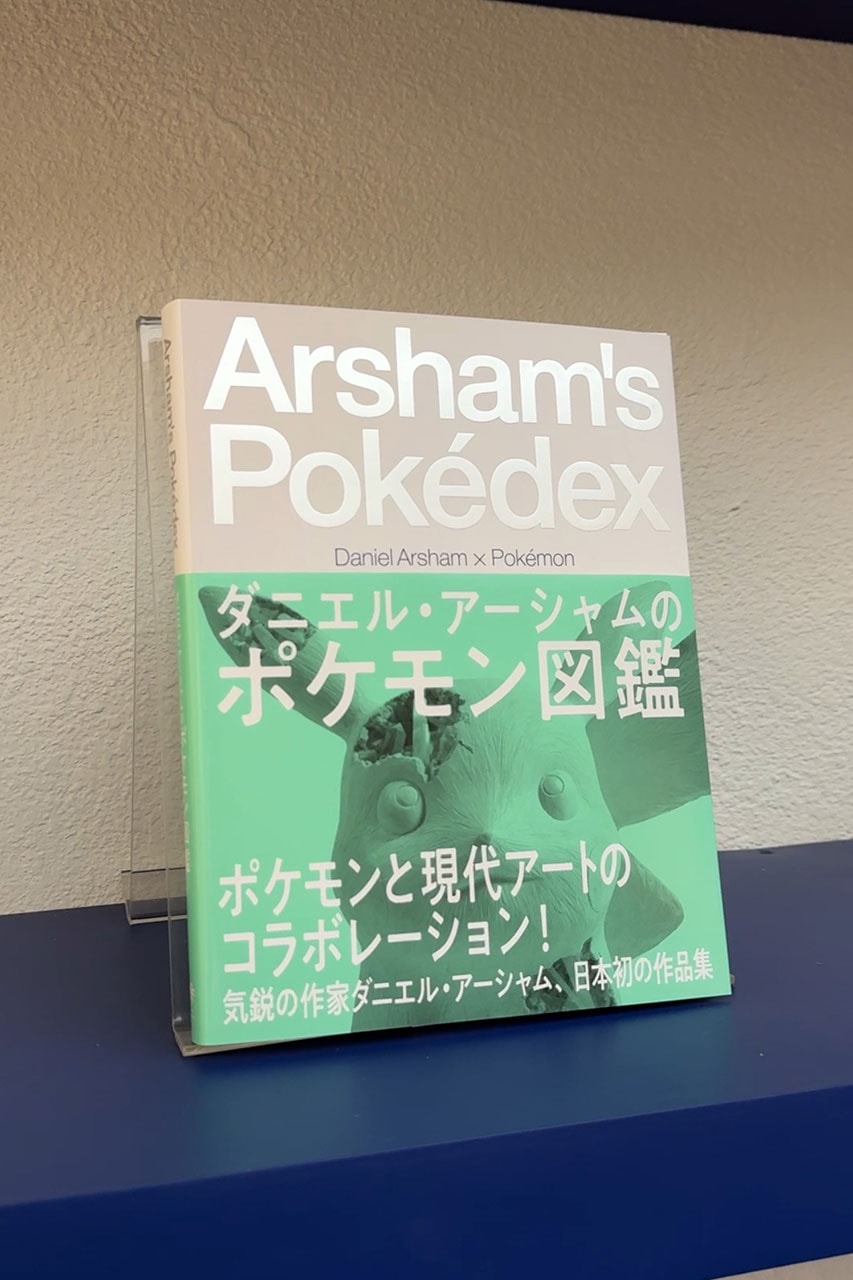 Arsham's
Pokédex
Daniel Arsham × Pokémon
ダニエル・アーシャムの
ポケモン図鑑
ポケモンと現代アートの
コラボレーション！
気鋭の作家ダニエル・アーシャム、日本初の作品集
Arsham's Pokédex